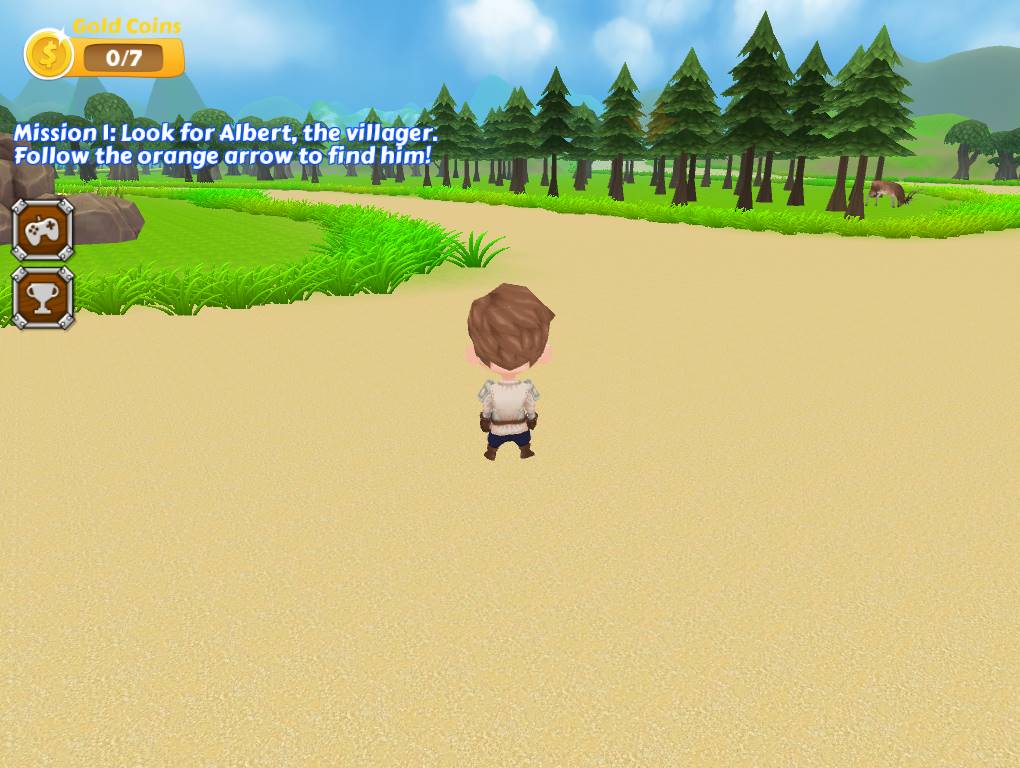 Gold Coins
0/7
Mission 1: Look for Albert, the villager.
Follow the orange arrow to find him!